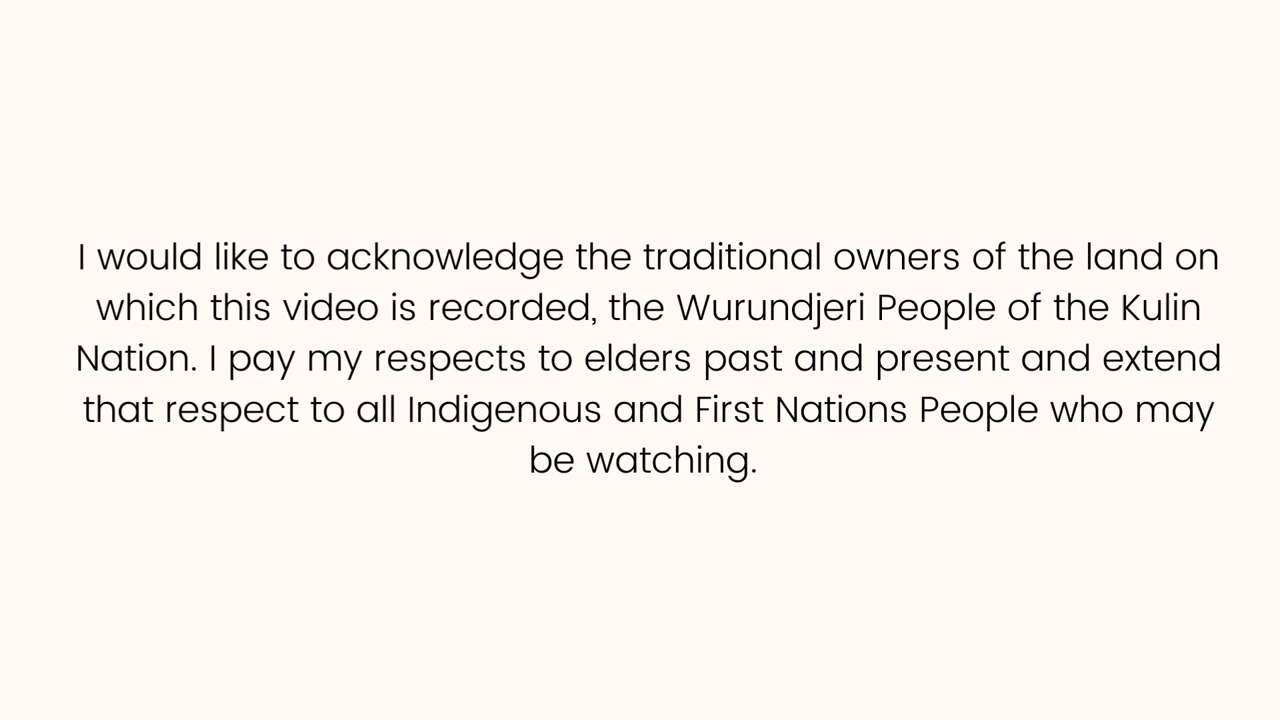 I would like to acknowledge the traditional owners of the land on
which this video is recorded, the Wurundjeri People of the Kulin
Nation. I pay my respects to elders past and present and extend
that respect to all Indigenous and First Nations People who may
be watching.